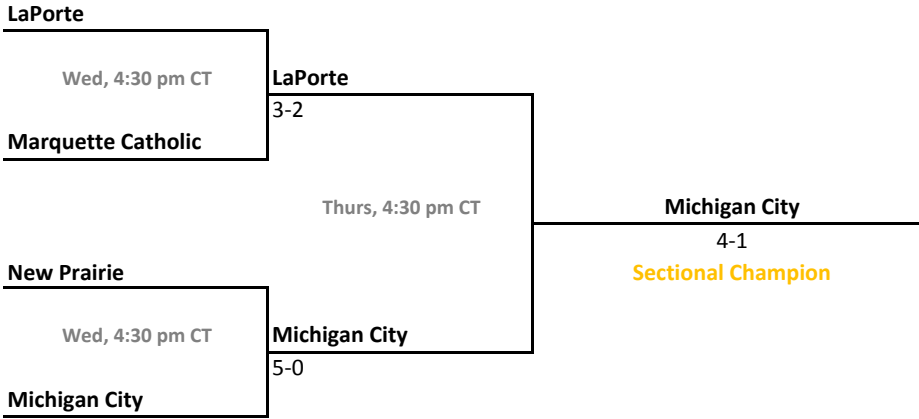 LaPorte
Wed, 4:30 pm CT
LaPorte
3-2
Marquette Catholic
Thurs, 4:30 pm CT
Michigan City
4-1
Sectional Champion
New Prairie
Wed, 4:30 pm CT
Michigan City
5-0
Michigan City